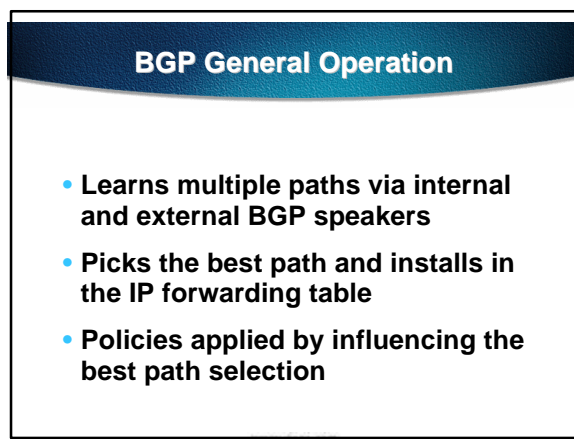 BGP General Operation
• Learns multiple paths via internal
and external BGP speakers
• Picks the best path and installs in
the IP forwarding table
• Policies applied by influencing the
best path selection